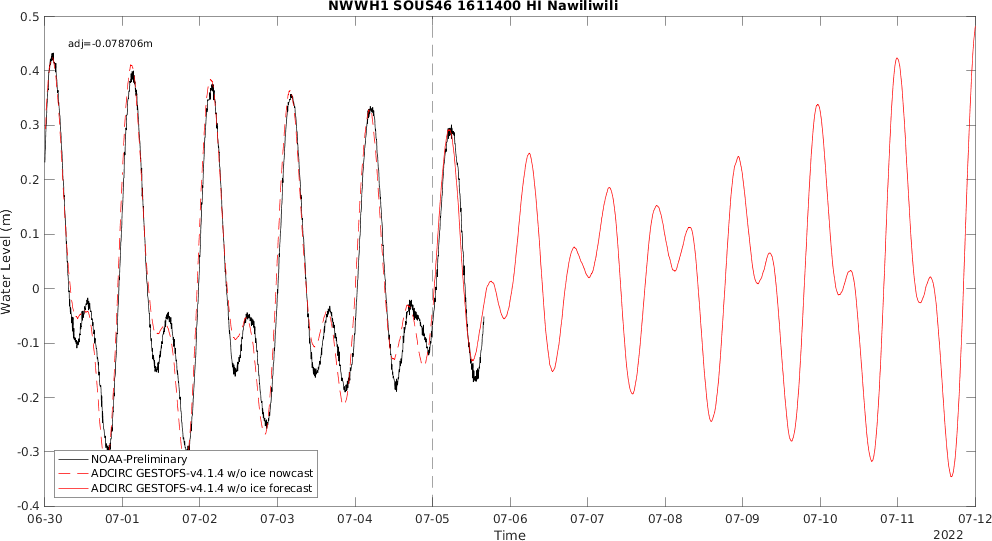 NWWH1 SOUS46 1611400 HI Nawiliwili
adj=-0.078706m
0.5
0.4
0.3
0.2
0.1
0
-0.1
-0.2
-0.3
-0.4
Water Level (m)
NOAA-Preliminary
ADCIRC GESTOFS-v4.1.4 w/o ice nowcast
ADCIRC GESTOFS-v4.1.4 w/o ice forecast
06-30 07-01 07-02 07-03 07-04 07-05 07-06 07-07 07-08 07-09 07-10 07-11 07-12
Time
2022